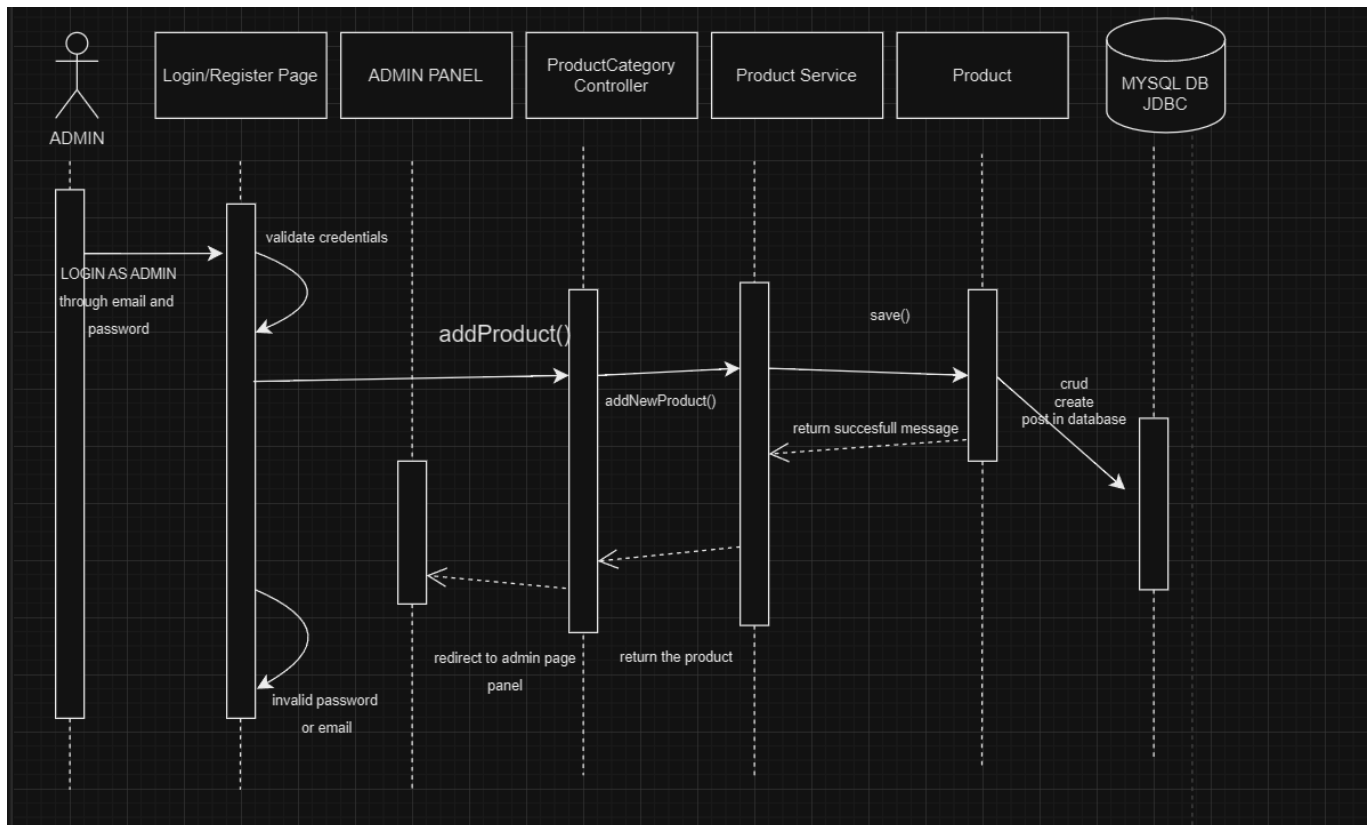 ADMIN
Login/Register Page
ADMIN PANEL
ProductCategory
Controller
Product Service
Product
MYSQL DB
JDBC
validate credentials
LOGIN AS ADMIN
through email and
password
addProduct()
addNewProduct()
save()
crud
create
post in database
return succesfull message
redirect to admin page
panel
return the product
invalid password
or email